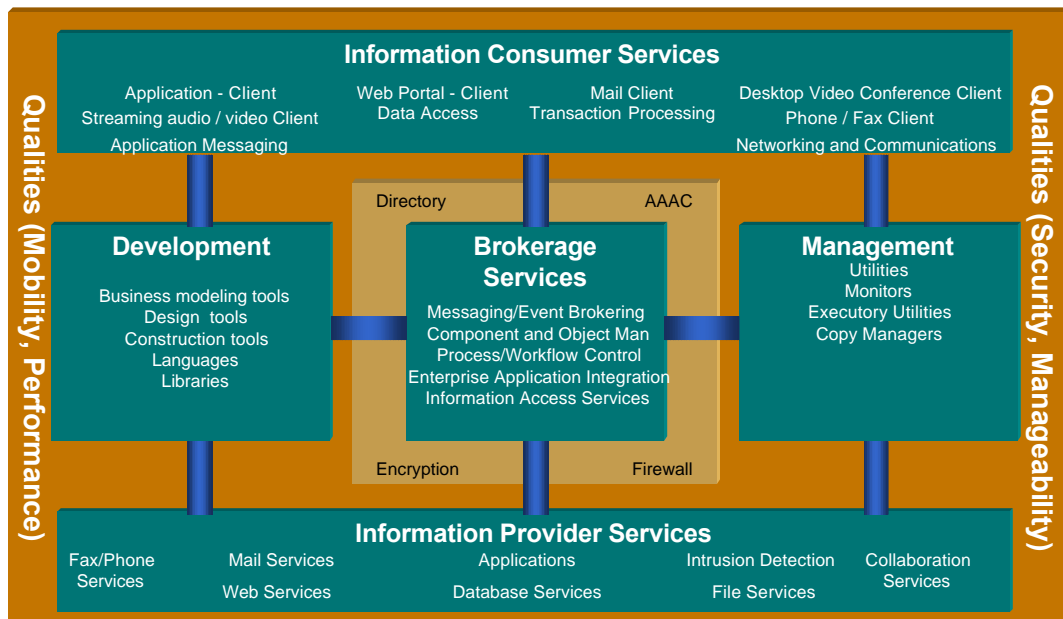 Qualities (Mobility, Performance)
Information Consumer Services
Application - Client
Streaming audio / video Client
Application Messaging
Web Portal - Client
Data Access
Mail Client
Transaction Processing
Desktop Video Conference Client
Phone / Fax Client
Networking and Communications
Qualities (Security, Manageability)
Directory
AAAC
Development
Business modeling tools
Design tools
Construction tools
Languages
Libraries
Brokerage
Services
Messaging/Event Brokering
Component and Object Man
Process/Workflow Control
Enterprise Application Integration
Information Access Services
Management
Utilities
Monitors
Executory Utilities
Copy Managers
Encryption
Firewall
Information Provider Services
Fax/Phone
Services
Mail Services
Web Services
Applications
Database Services
Intrusion Detection
File Services
Collaboration
Services